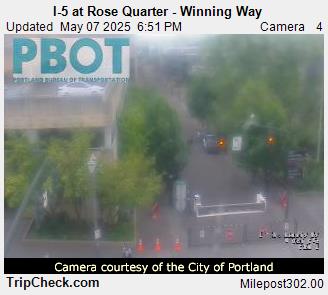 I-5 at Rose Quarter - Winning Way
Updated May 07 2025 6:51 PM Camera 4
PBOT
PORTLAND BUREAU OF TRANSPORTATION
Camera courtesy of the City of Portland
TripCheck.com Milepost302.00